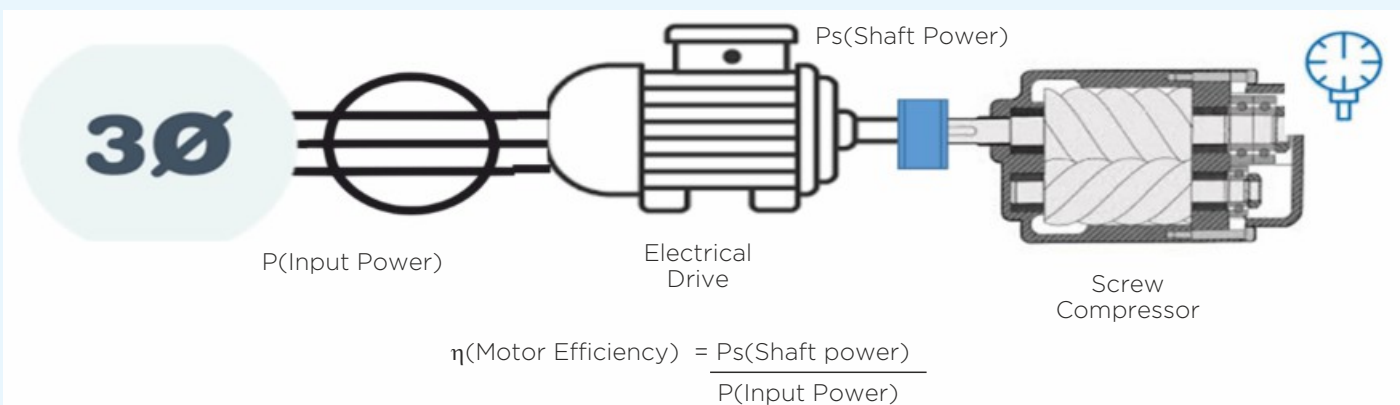 Ps(Shaft Power)
3Ø
P(Input Power)
Electrical
Drive
Screw
Compressor
η(Motor Efficiency) = Ps(Shaft power)
P(Input Power)